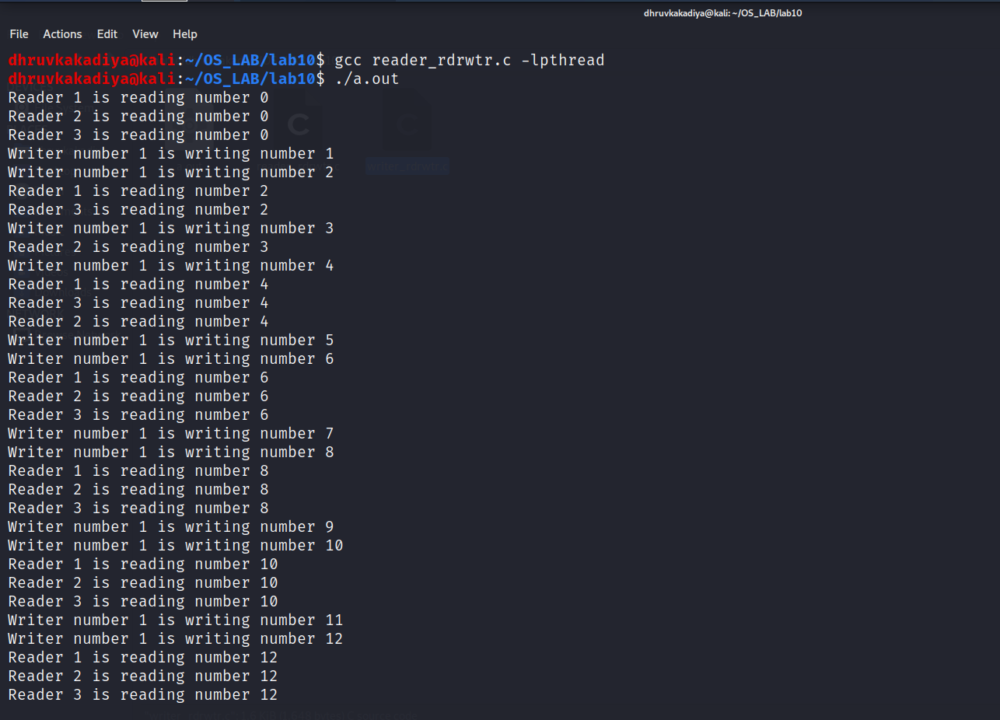 dhruvkakadiya@kali: ~/OS_LAB/lab10
File Actions Edit View Help
dhruvkakadiya@kali:~/OS_LAB/lab10$ gcc reader_rdrwtr.c -lpthread
dhruvkakadiya@kali:~/OS_LAB/lab10$ ./a.out
Reader 1 is reading number 0
Reader 2 is reading number 0
Reader 3 is reading number 0
Writer number 1 is writing number 1
Writer number 1 is writing number 2
Reader 1 is reading number 2
Reader 3 is reading number 2
Writer number 1 is writing number 3
Reader 2 is reading number 3
Writer number 1 is writing number 4
Reader 1 is reading number 4
Reader 3 is reading number 4
Reader 2 is reading number 4
Writer number 1 is writing number 5
Writer number 1 is writing number 6
Reader 1 is reading number 6
Reader 2 is reading number 6
Reader 3 is reading number 6
Writer number 1 is writing number 7
Writer number 1 is writing number 8
Reader 1 is reading number 8
Reader 2 is reading number 8
Reader 3 is reading number 8
Writer number 1 is writing number 9
Writer number 1 is writing number 10
Reader 1 is reading number 10
Reader 2 is reading number 10
Reader 3 is reading number 10
Writer number 1 is writing number 11
Writer number 1 is writing number 12
Reader 1 is reading number 12
Reader 2 is reading number 12
Reader 3 is reading number 12